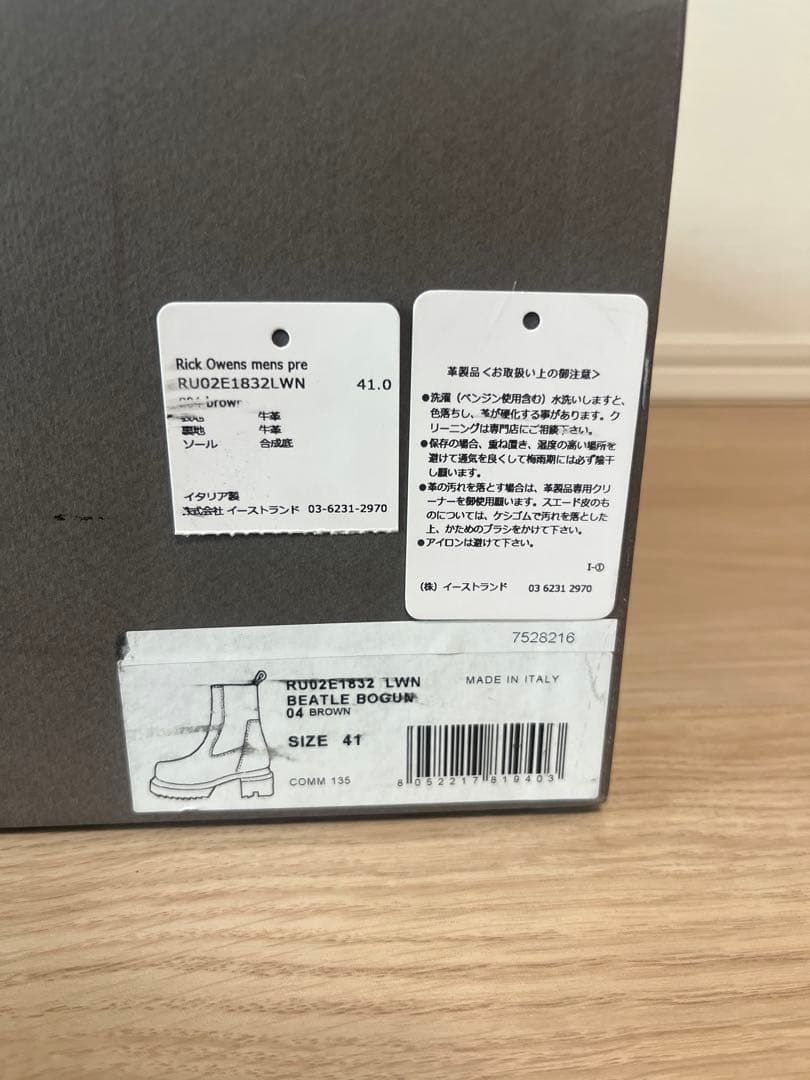 Rick Owens mens pre
RU02E1832LWN 41.0
204 brown
表地 牛革
裏地 牛革
ソール 合成底
イタリア製
株式会社 イーストランド 03-6231-2970
革製品<お取扱い上の御注意>
●洗濯(ベンジン使用含む)水洗いしますと、
色落ちし、革が硬化する事があります。ク
リーニングは専門店にご相談下さい。
●保存の場合、重ね置き、湿度の高い場所を
避けて通気を良くして梅雨期には必ず陰干
し願います。
●革の汚れを落とす場合は、革製品専用クリ
ーナーを御使用願います。スエード皮のも
のについては、ケシゴムで汚れを落とした
上、かためのブラシをかけて下さい。
●アイロンは避けて下さい。
I-①
(株)イーストランド 03 6231 2970
7528216
RU02E1832 LWN MADE IN ITALY
BEATLE BOGUN
04 BROWN
SIZE 41
COMM 135
8 052217 819403